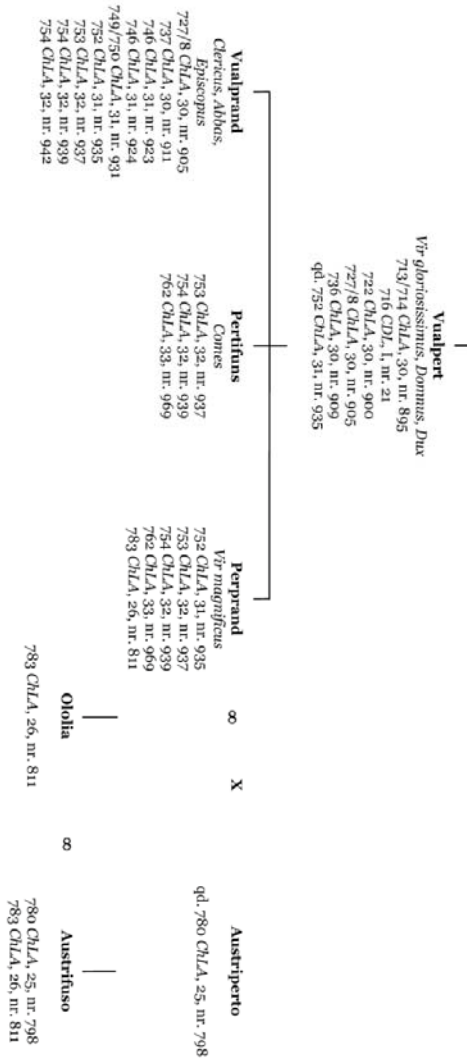 Vualpert
Vir gloriosissimus, Domnus, Dux
713/714 ChLA, 30, nr. 895
716 CDL, I, nr. 21
722 ChLA, 30, nr. 900
727/8 ChLA, 30, nr. 905
736 ChLA, 30, nr. 909
qd. 752 ChLA, 31, nr. 935
Vualprand
Clericus, Abbas,
Episcopus
727/8 ChLA, 30, nr. 905
737 ChLA, 30, nr. 911
746 ChLA, 31, nr. 923
746 ChLA, 31, nr. 924
749/750 ChLA, 31, nr. 931
752 ChLA, 31, nr. 935
753 ChLA, 32, nr. 937
754 ChLA, 32, nr. 939
754 ChLA, 32, nr. 942
Pertifuns
Comes
753 ChLA, 32, nr. 937
754 ChLA, 32, nr. 939
762 ChLA, 33, nr. 969
Perprand
Vir magnificus
752 ChLA, 31, nr. 935
753 ChLA, 32, nr. 937
754 ChLA, 32, nr. 939
762 ChLA, 33, nr. 969
783 ChLA, 26, nr. 811
∞
X
Austriperto
qd. 780 ChLA, 25, nr. 798
Ololia
783 ChLA, 26, nr. 811
∞
Austrifuso
780 ChLA, 25, nr. 798
783 ChLA, 26, nr. 811